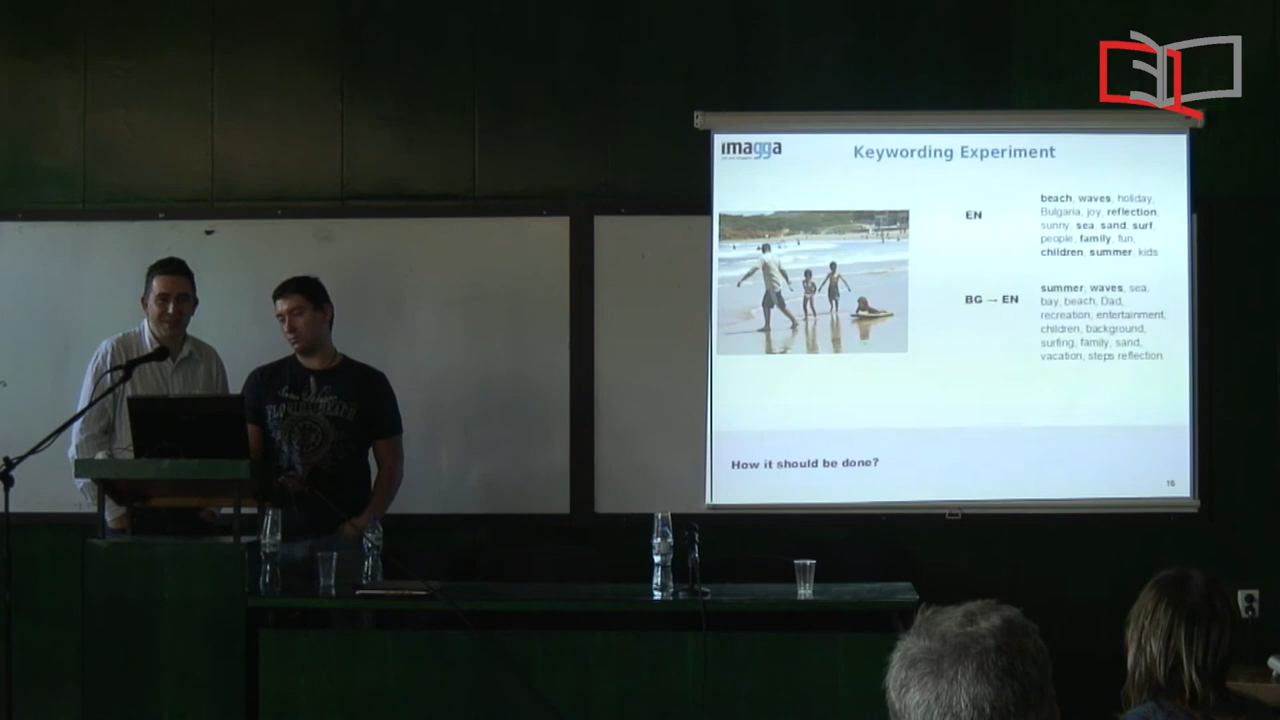 imagga
Keywording Experiment
EN
beach, waves, holiday,
Bulgaria, joy, reflection,
sunny, sea, sand, surf,
people, family, fun,
children, summer, kids
BG → EN
summer, waves, sea,
bay, beach, Dad,
recreation, entertainment,
children, background,
surfing, family, sand,
vacation, steps reflection
How it should be done?
16
FLORIDA BEACH